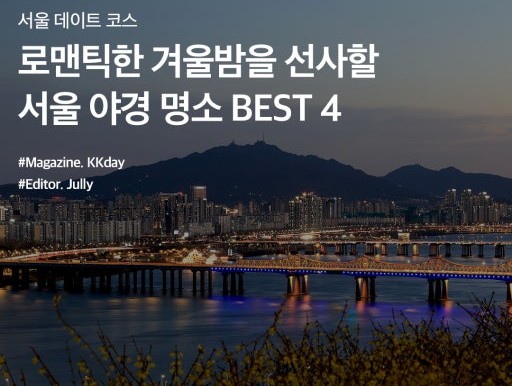 서울 데이트 코스
로맨틱한 겨울밤을 선사할
서울 야경 명소 BEST 4
#Magazine. KKday
#Editor. Jully